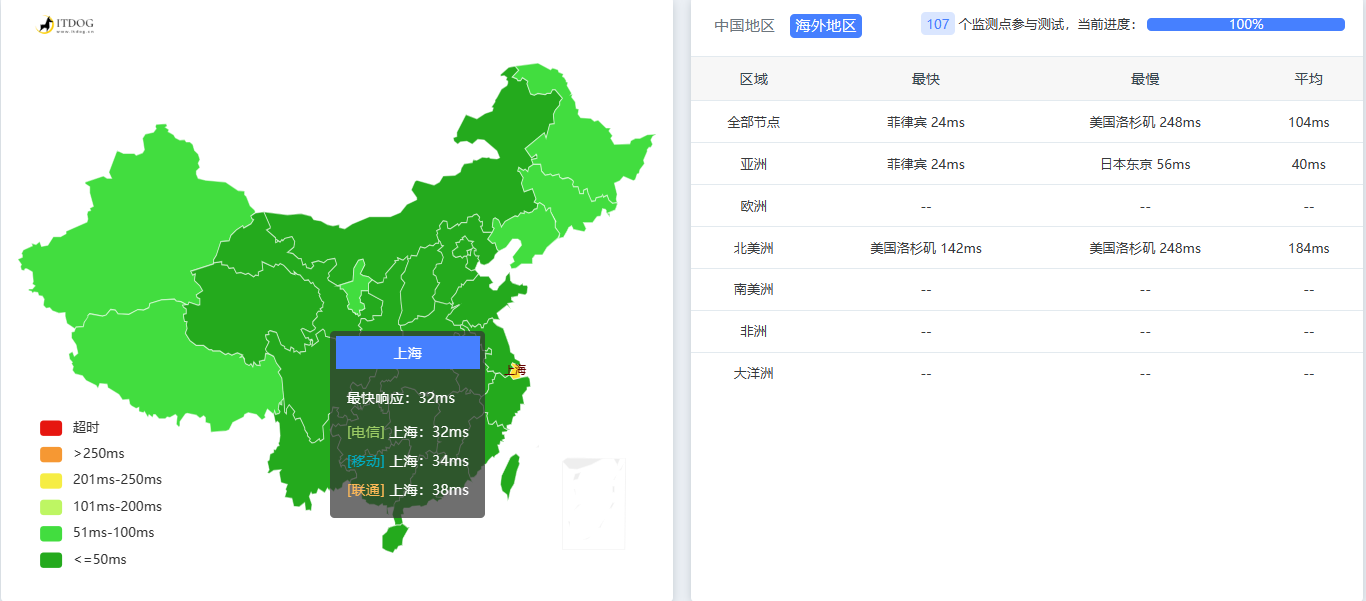 ITDOG
www.itdog.cn
上海
最快响应：32ms
[电信] 上海：32ms
[移动] 上海：34ms
[联通] 上海：38ms
上海
超时
>250ms
201ms-250ms
101ms-200ms
51ms-100ms
<=50ms
中国地区 海外地区 107 个监测点参与测试，当前进度： 100%
区域 最快 最慢 平均
全部节点 菲律宾 24ms 美国洛杉矶 248ms 104ms
亚洲 菲律宾 24ms 日本东京 56ms 40ms
欧洲 -- -- --
北美洲 美国洛杉矶 142ms 美国洛杉矶 248ms 184ms
南美洲 -- -- --
非洲 -- -- --
大洋洲 -- -- --